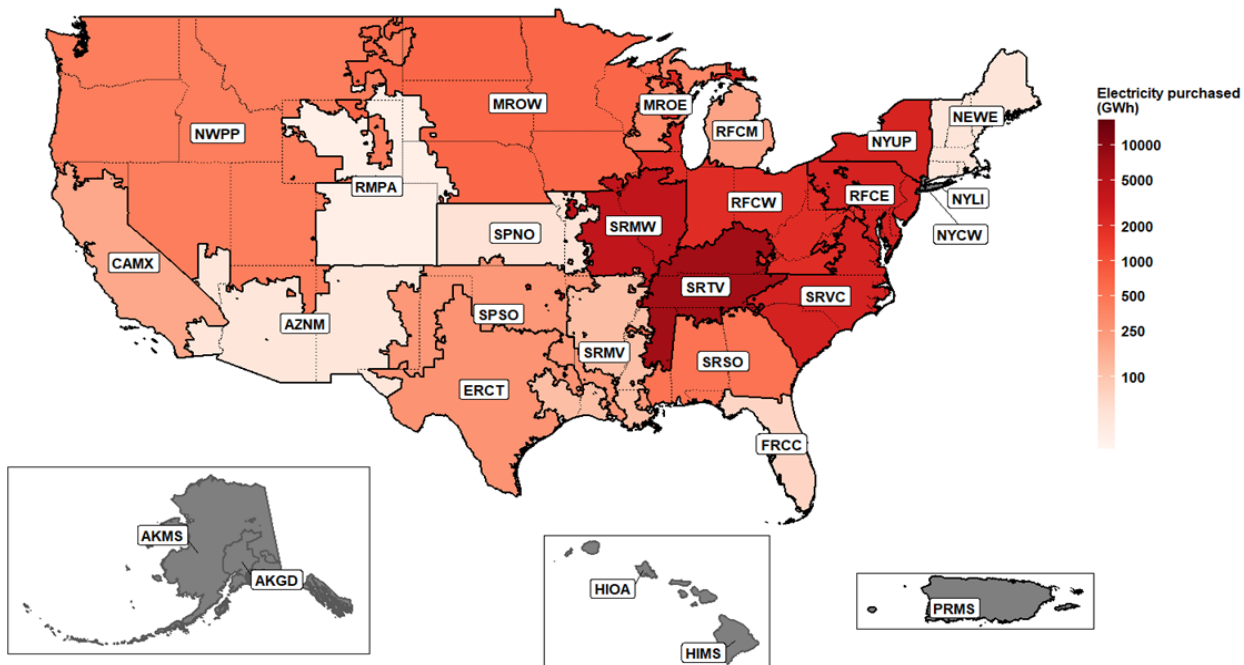 Electricity purchased
(GWh)
10000
5000
2000
1000
500
250
100
NWPP
MROW
MROE
RFCM
NYUP
NEWE
NYLI
NYCW
RFCE
RFCW
RMPA
SPNO
SRMW
CAMX
AZNM
SPSO
SRTV
SRVC
SRMV
SRSO
ERCT
FRCC
AKMS
AKGD
HIOA
HIMS
PRMS